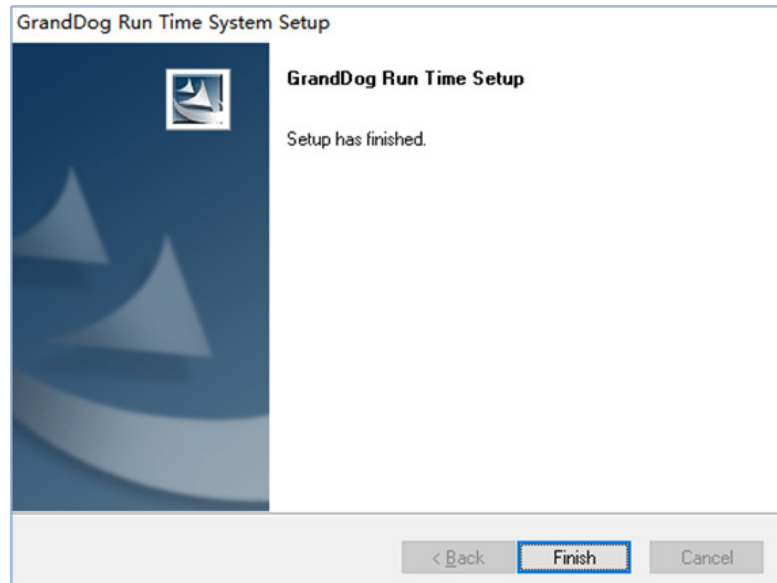 GrandDog Run Time System Setup
GrandDog Run Time Setup
Setup has finished.
< Back
Finish
Cancel